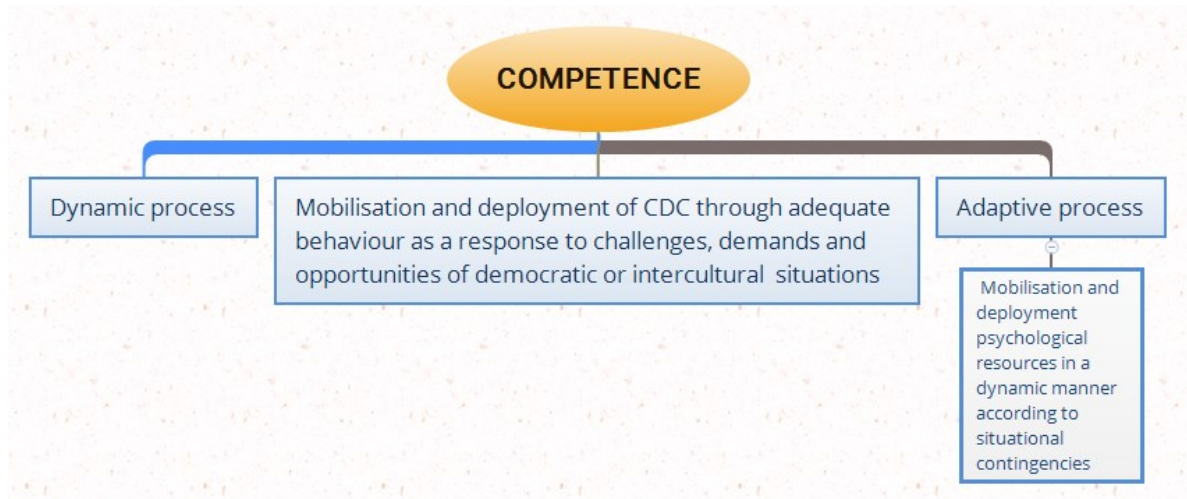 COMPETENCE
Dynamic process
Mobilisation and deployment of CDC through adequate
behaviour as a response to challenges, demands and
opportunities of democratic or intercultural situations
Adaptive process
Mobilisation and
deployment
psychological
resources in a
dynamic manner
according to
situational
contingencies